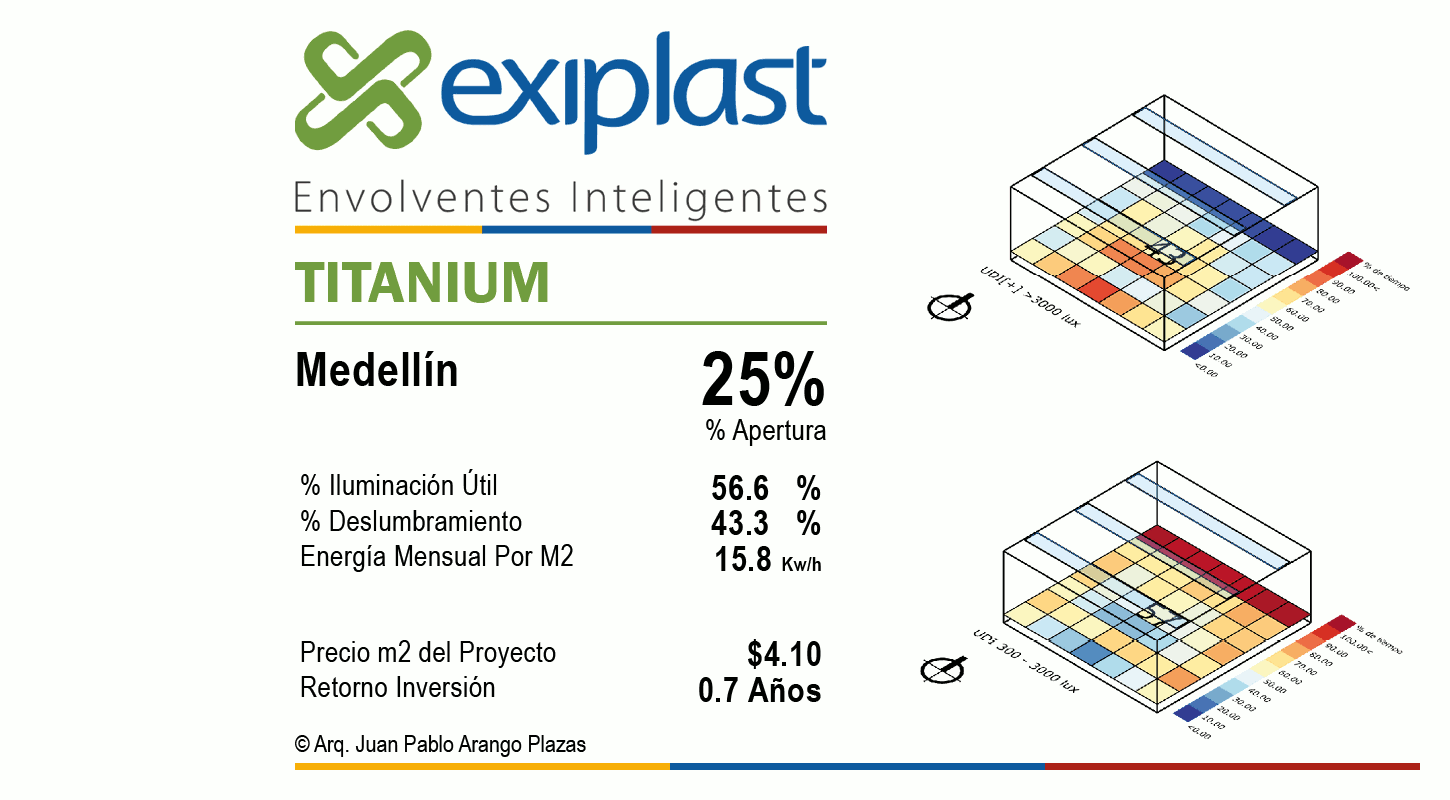 exiplast
Envolventes Inteligentes
TITANIUM
Medellín 25%
% Apertura
% Iluminación Útil 56.6 %
% Deslumbramiento 43.3 %
Energía Mensual Por M2 15.8 Kw/h
Precio m2 del Proyecto $4.10
Retorno Inversión 0.7 Años
© Arq. Juan Pablo Arango Plazas
43
UDI[+] >3000 lux
% de tiempo
100.00<
90.00
80.00
70.00
60.00
50.00
40.00
30.00
20.00
10.00
<0.00
57
UDi 300 - 3000 lux
% de tiempo
100.00<
90.00
80.00
70.00
60.00
50.00
40.00
30.00
20.00
10.00
<0.00